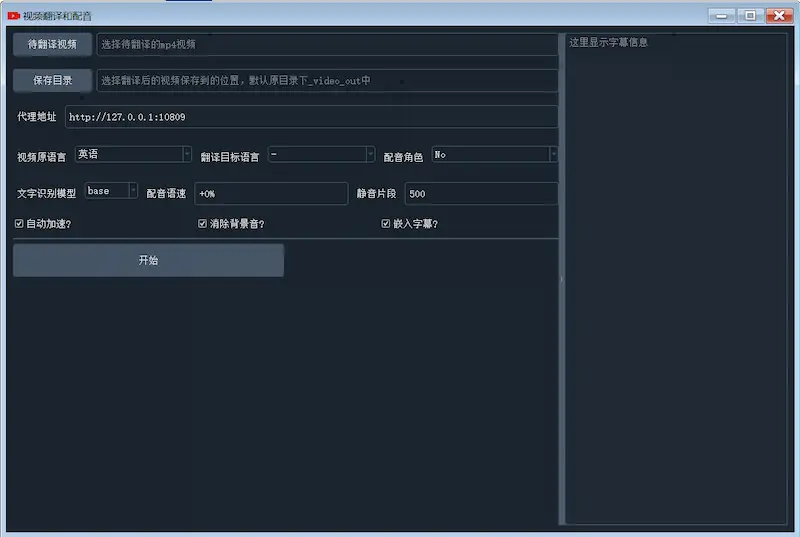 视频翻译和配音
待翻译视频 选择待翻译的mp4视频
这里显示字幕信息
保存目录 选择翻译后的视频保存到的位置，默认原目录下_video_out中
代理地址 http://127.0.0.1:10809
视频原语言 英语 翻译目标语言 - 配音角色 No
文字识别模型 base 配音语速 +0% 静音片段 500
自动加速? 消除背景音? 嵌入字幕?
开始